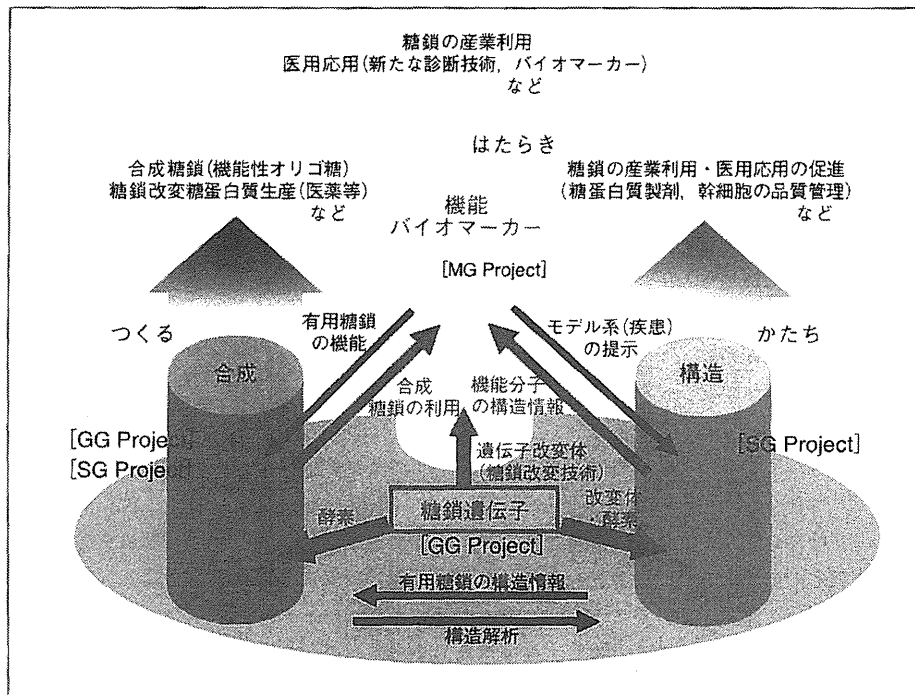 糖鎖の産業利用
医用応用(新たな診断技術，バイオマーカー)
など
はたらき
合成糖鎖(機能性オリゴ糖)
糖鎖改変糖蛋白質生産(医薬等)
など
糖鎖の産業利用・医用応用の促進
(糖蛋白質製剤，幹細胞の品質管理)
など
機能
バイオマーカー
[MG Project]
つくる
有用糖鎖
の機能
モデル系(疾患)
の提示
かたち
合成
構造
合成
糖鎖の利用
機能分子
の構造情報
[GG Project]
[SG Project]
[SG Project]
遺伝子改変体
(糖鎖改変技術)
酵素
糖鎖遺伝子
改変体
・酵素
[GG Project]
有用糖鎖の構造情報
構造解析